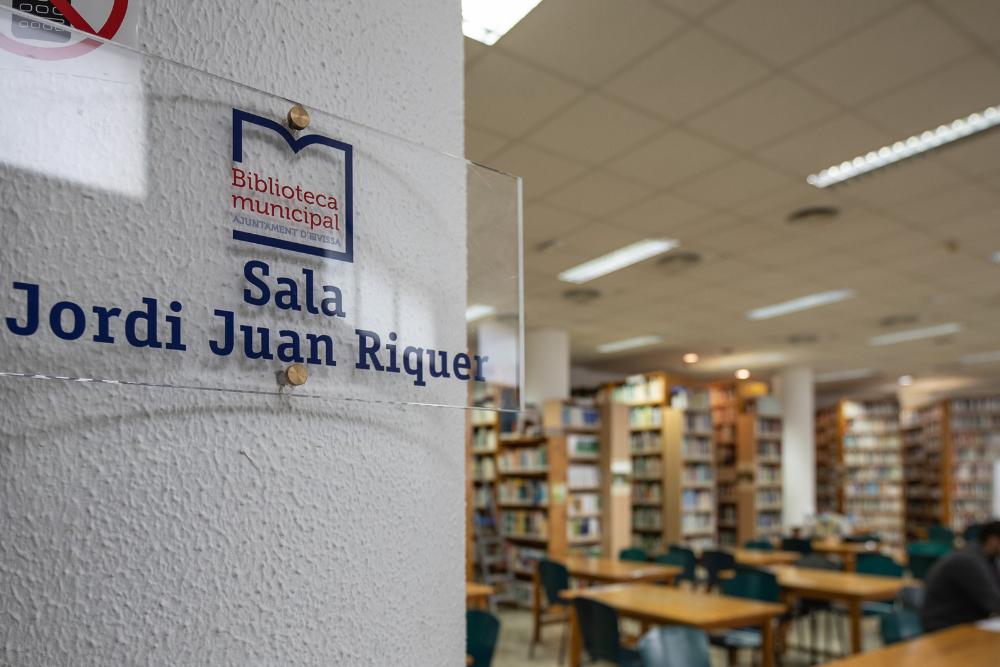 Biblioteca
municipal
AJUNTAMENT D'EIVISSA
Sala
Jordi Juan Riquer